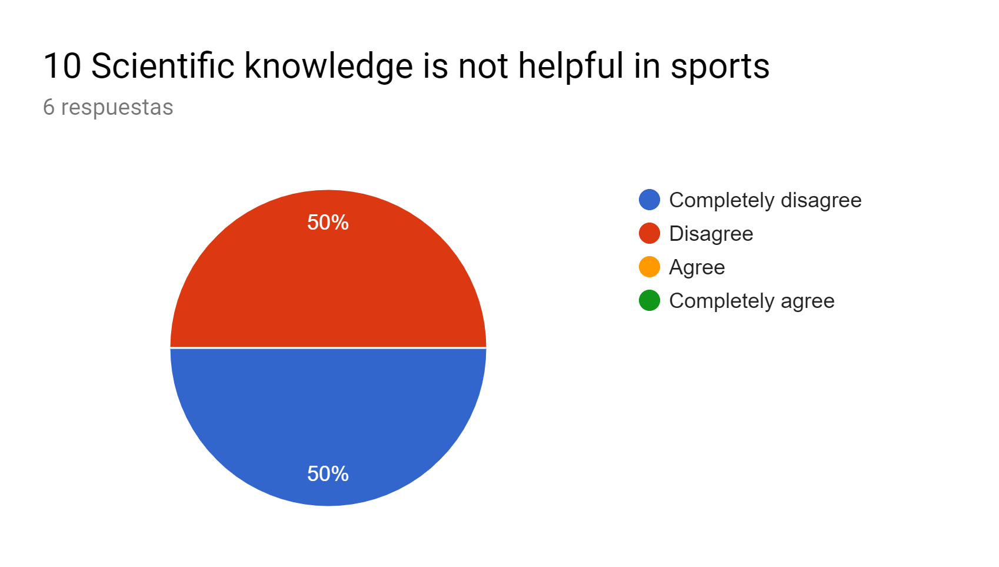 10 Scientific knowledge is not helpful in sports
6 respuestas
50%
50%
Completely disagree
Disagree
Agree
Completely agree